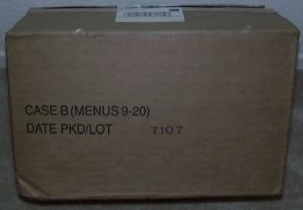 CASE B (MENUS 9-20)
DATE PKD/LOT 7107